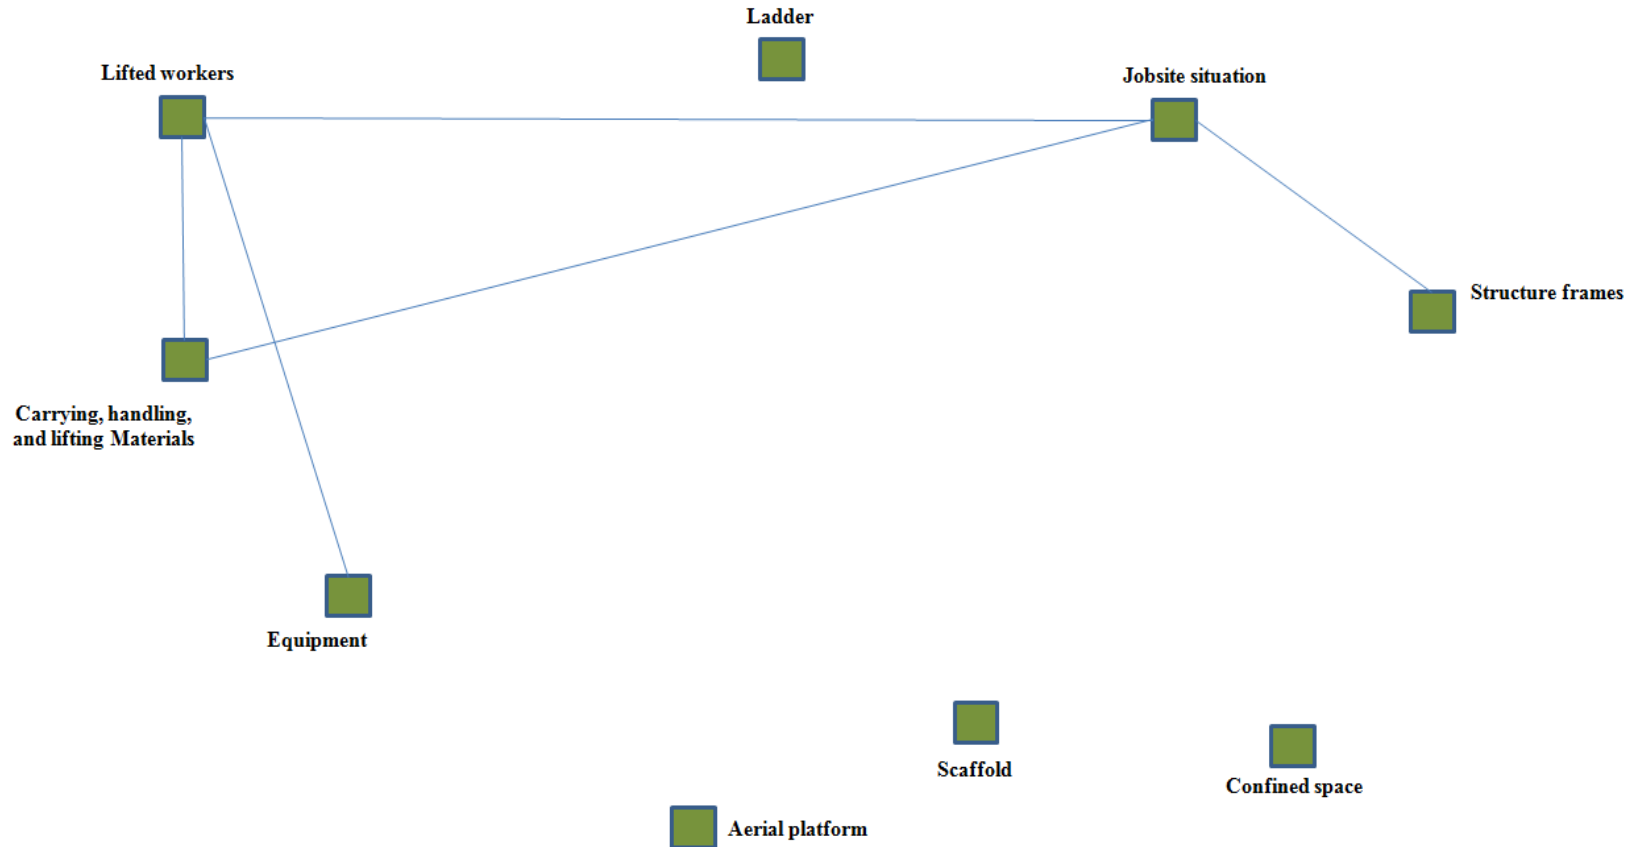 Ladder
Lifted workers
Jobsite situation
Structure frames
Carrying, handling,
and lifting Materials
Equipment
Scaffold
Confined space
Aerial platform